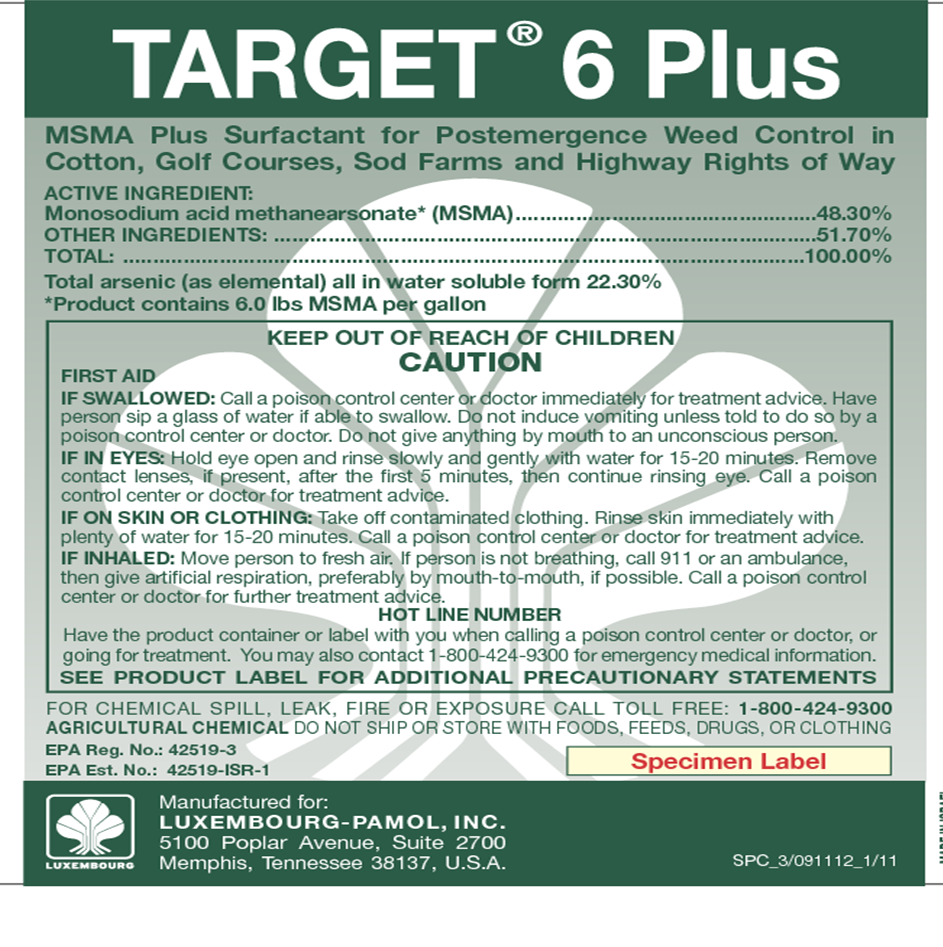 TARGET® 6 Plus
MSMA Plus Surfactant for Postemergence Weed Control in
Cotton, Golf Courses, Sod Farms and Highway Rights of Way
ACTIVE INGREDIENT:
Monosodium acid methanearsonate* (MSMA)..................................................48.30%
OTHER INGREDIENTS: ..........................................................................................51.70%
TOTAL: .................................................................................................................100.00%
Total arsenic (as elemental) all in water soluble form 22.30%
*Product contains 6.0 lbs MSMA per gallon
KEEP OUT OF REACH OF CHILDREN
CAUTION
FIRST AID
IF SWALLOWED: Call a poison control center or doctor immediately for treatment advice. Have
person sip a glass of water if able to swallow. Do not induce vomiting unless told to do so by a
poison control center or doctor. Do not give anything by mouth to an unconscious person.
IF IN EYES: Hold eye open and rinse slowly and gently with water for 15-20 minutes. Remove
contact lenses, if present, after the first 5 minutes, then continue rinsing eye. Call a poison
control center or doctor for treatment advice.
IF ON SKIN OR CLOTHING: Take off contaminated clothing. Rinse skin immediately with
plenty of water for 15-20 minutes. Call a poison control center or doctor for treatment advice.
IF INHALED: Move person to fresh air. If person is not breathing, call 911 or an ambulance,
then give artificial respiration, preferably by mouth-to-mouth, if possible. Call a poison control
center or doctor for further treatment advice.
HOT LINE NUMBER
Have the product container or label with you when calling a poison control center or doctor, or
going for treatment. You may also contact 1-800-424-9300 for emergency medical information.
SEE PRODUCT LABEL FOR ADDITIONAL PRECAUTIONARY STATEMENTS
FOR CHEMICAL SPILL, LEAK, FIRE OR EXPOSURE CALL TOLL FREE: 1-800-424-9300
AGRICULTURAL CHEMICAL DO NOT SHIP OR STORE WITH FOODS, FEEDS, DRUGS, OR CLOTHING
EPA Reg. No.: 42519-3
EPA Est. No.: 42519-ISR-1
Specimen Label
LUXEMBOURG
Manufactured for:
LUXEMBOURG-PAMOL, INC.
5100 Poplar Avenue, Suite 2700
Memphis, Tennessee 38137, U.S.A.
SPC_3/091112_1/11